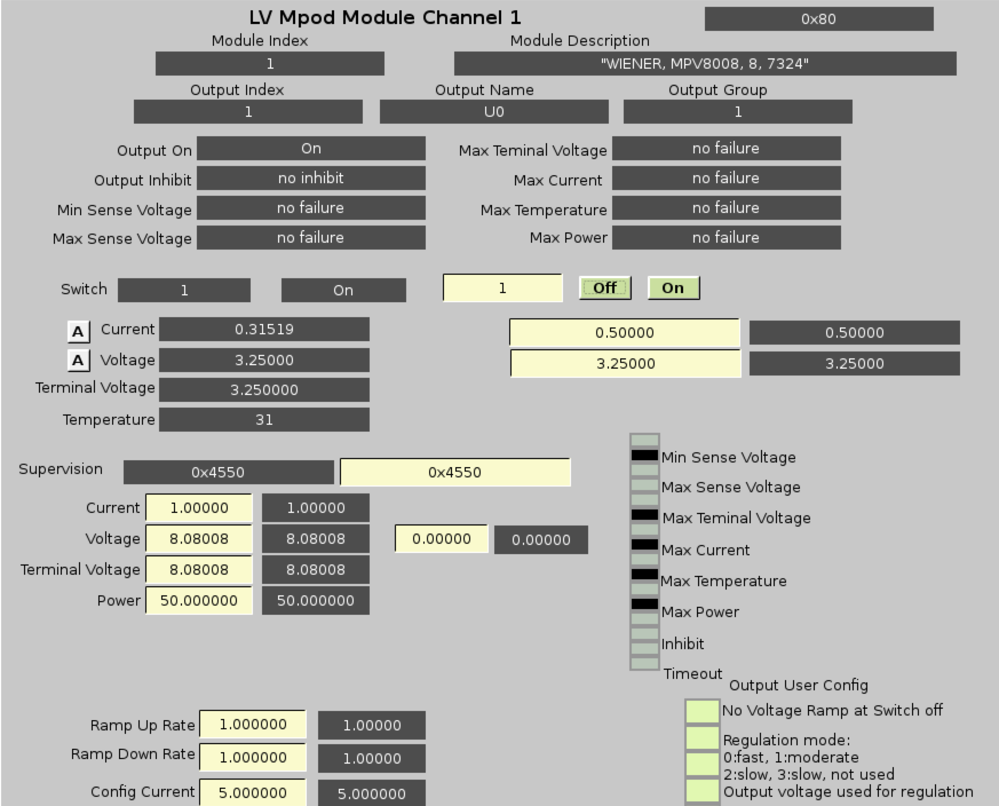 LV Mpod Module Channel 1
0x80
Module Index
Module Description
1
"WIENER, MPV8008, 8, 7324"
Output Index
Output Name
Output Group
1
U0
1
Output On
On
Max Teminal Voltage
no failure
Output Inhibit
no inhibit
Max Current
no failure
Min Sense Voltage
no failure
Max Temperature
no failure
Max Sense Voltage
no failure
Max Power
no failure
Switch
1
On
1
Off
On
A
Current
0.31519
0.50000
0.50000
A
Voltage
3.25000
3.25000
3.25000
Terminal Voltage
3.250000
Temperature
31
Supervision
0x4550
0x4550
Current
1.00000
1.00000
Voltage
8.08008
8.08008
0.00000
0.00000
Terminal Voltage
8.08008
8.08008
Power
50.000000
50.000000
Min Sense Voltage
Max Sense Voltage
Max Teminal Voltage
Max Current
Max Temperature
Max Power
Inhibit
Timeout
Output User Config
No Voltage Ramp at Switch off
Regulation mode:
0:fast, 1:moderate
2:slow, 3:slow, not used
Output voltage used for regulation
Ramp Up Rate
1.000000
1.00000
Ramp Down Rate
1.000000
1.00000
Config Current
5.000000
5.000000